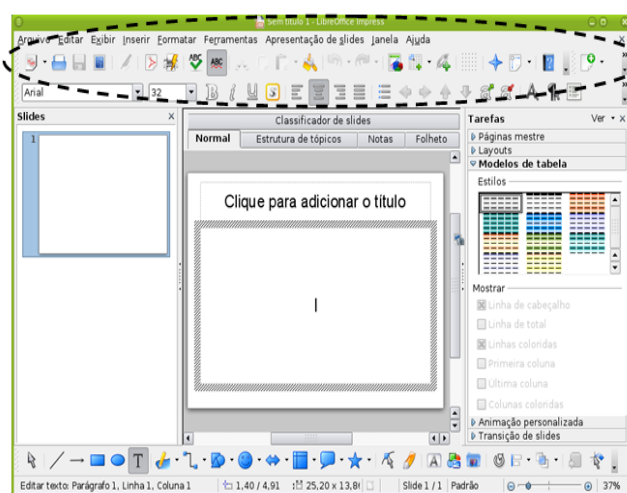 Sem título 1 - LibreOffice Impress
Arquivo Editar Exibir Inserir Formatar Ferramentas Apresentação de slides Janela Ajuda
Arial 32
Slides
1
Classificador de slides
Normal Estrutura de tópicos Notas Folheto
Clique para adicionar o título
Tarefas Ver
Páginas mestre
Layouts
Modelos de tabela
Estilos
Mostrar
Linha de cabeçalho
Linha de total
Linhas coloridas
Primeira coluna
Última coluna
Colunas coloridas
Animação personalizada
Transição de slides
Editar texto: Parágrafo 1, Linha 1, Coluna 1 1,40 / 4,91 Slide 1 / 1 Padrão 37%